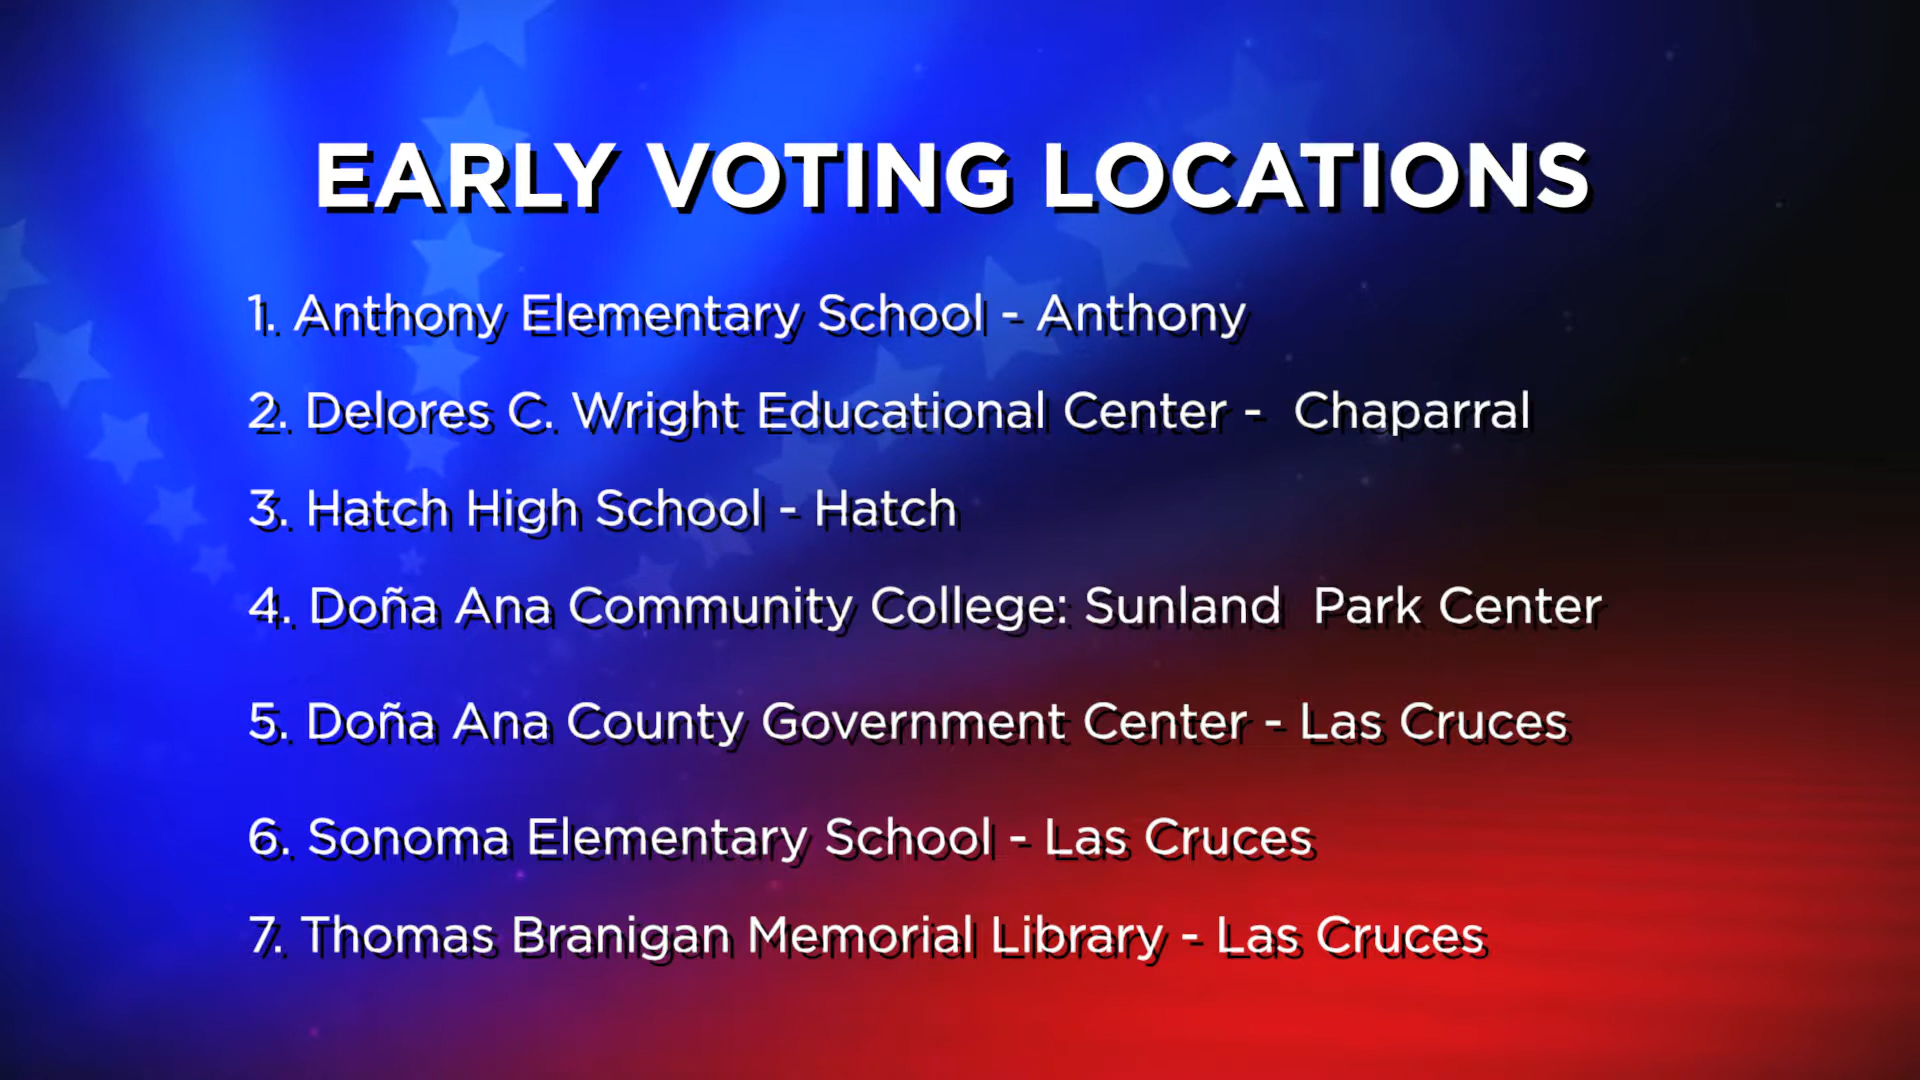 EARLY VOTING LOCATIONS
1. Anthony Elementary School - Anthony
2. Delores C. Wright Educational Center -  Chaparral
3. Hatch High School - Hatch
4. Doña Ana Community College: Sunland  Park Center
5. Doña Ana County Government Center - Las Cruces
6. Sonoma Elementary School - Las Cruces
7. Thomas Branigan Memorial Library - Las Cruces